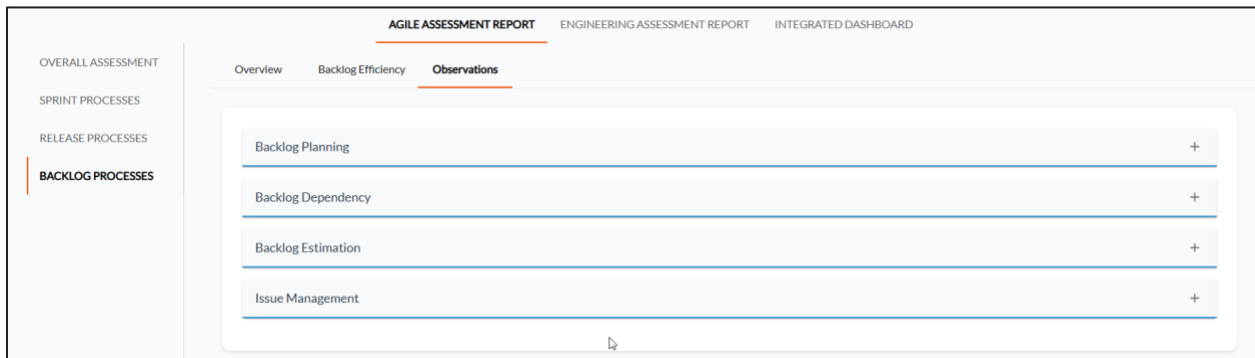 AGILE ASSESSMENT REPORT ENGINEERING ASSESSMENT REPORT INTEGRATED DASHBOARD
OVERALL ASSESSMENT
SPRINT PROCESSES
RELEASE PROCESSES
BACKLOG PROCESSES
Overview Backlog Efficiency Observations
Backlog Planning +
Backlog Dependency +
Backlog Estimation +
Issue Management +